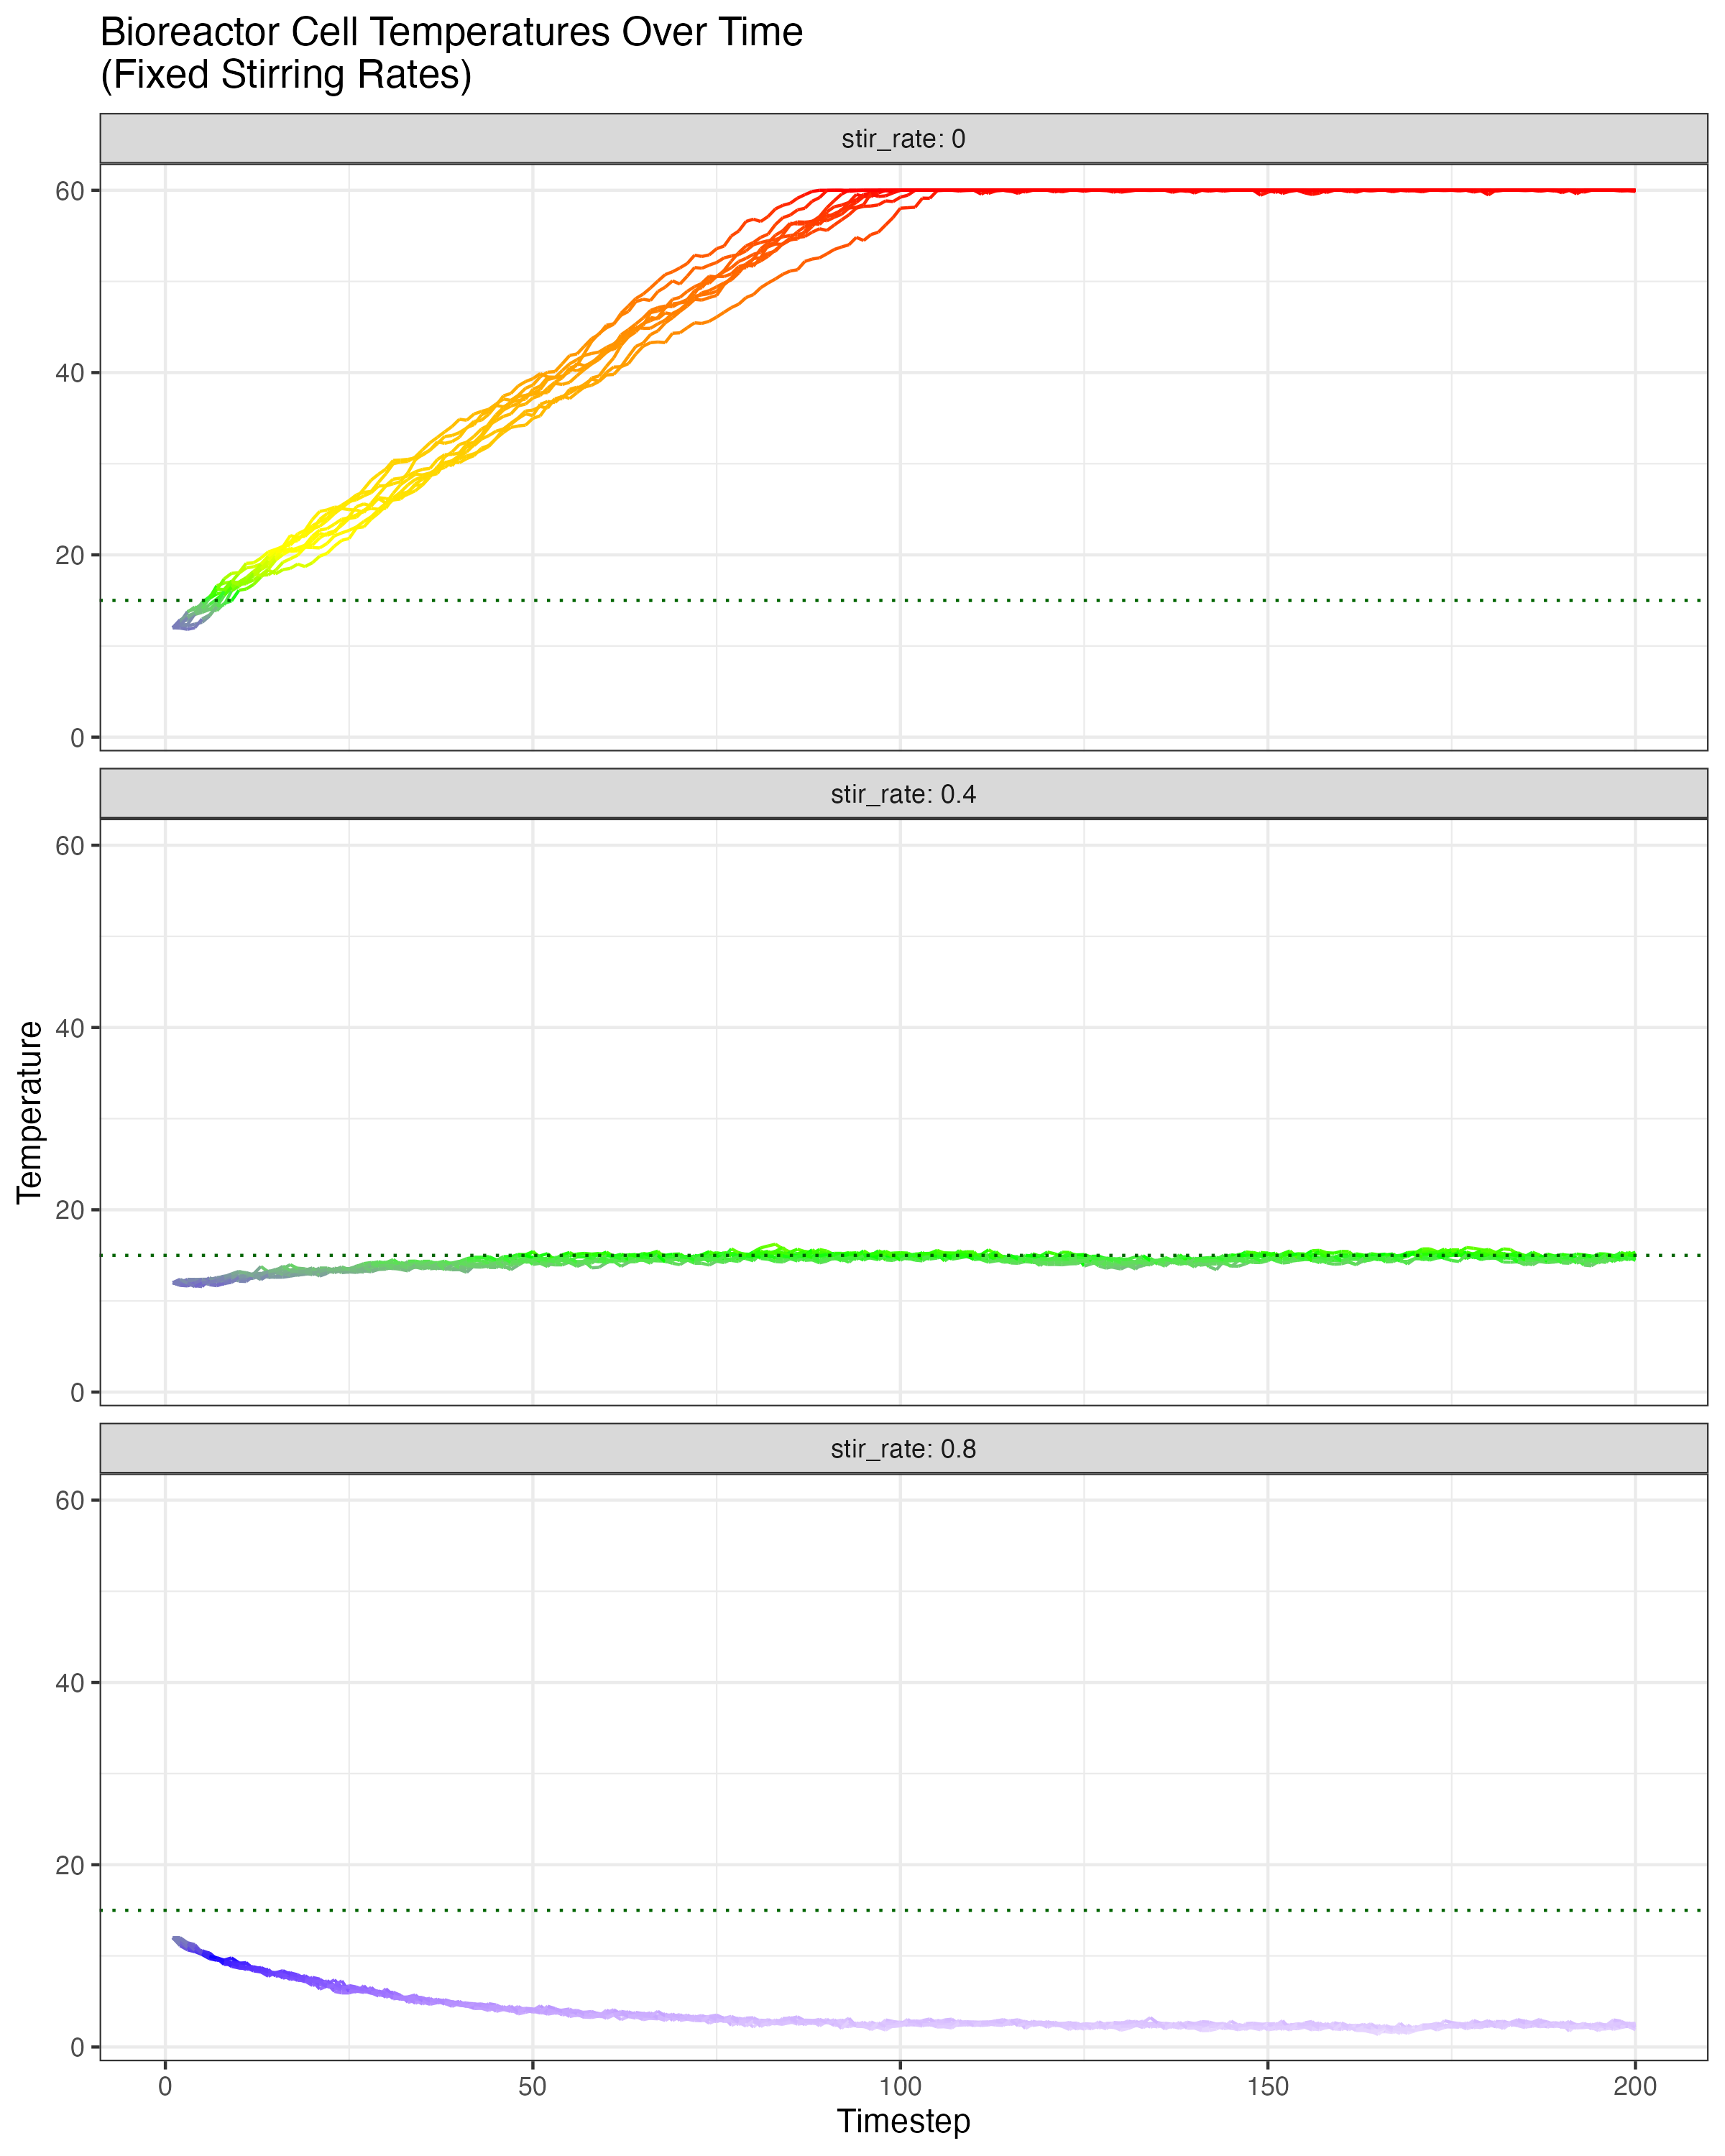 Bioreactor Cell Temperatures Over Time
(Fixed Stirring Rates)
stir_rate: 0
60
40
20
0
stir_rate: 0.4
60
40
20
0
stir_rate: 0.8
60
40
20
0
Temperature
0 50 100 150 200
Timestep